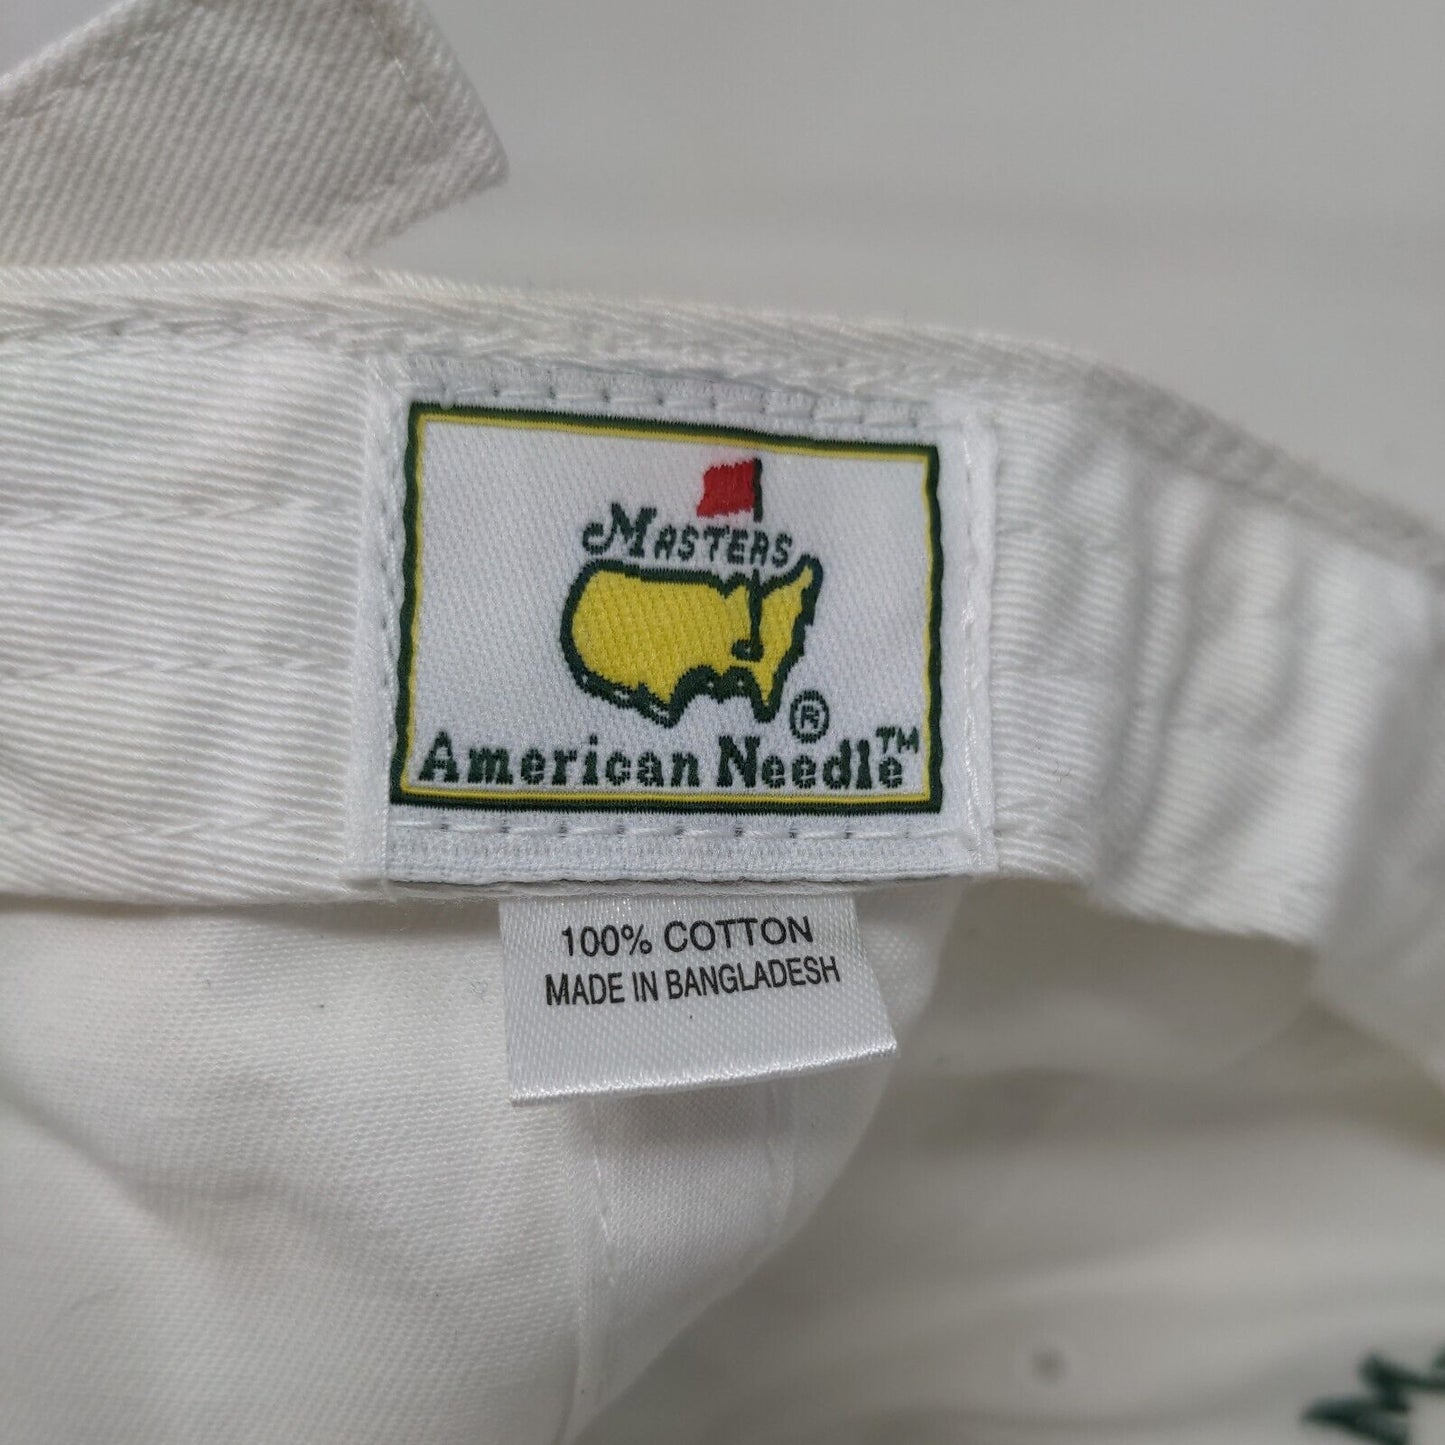 Masters
®
American Needle™
100% COTTON
MADE IN BANGLADESH